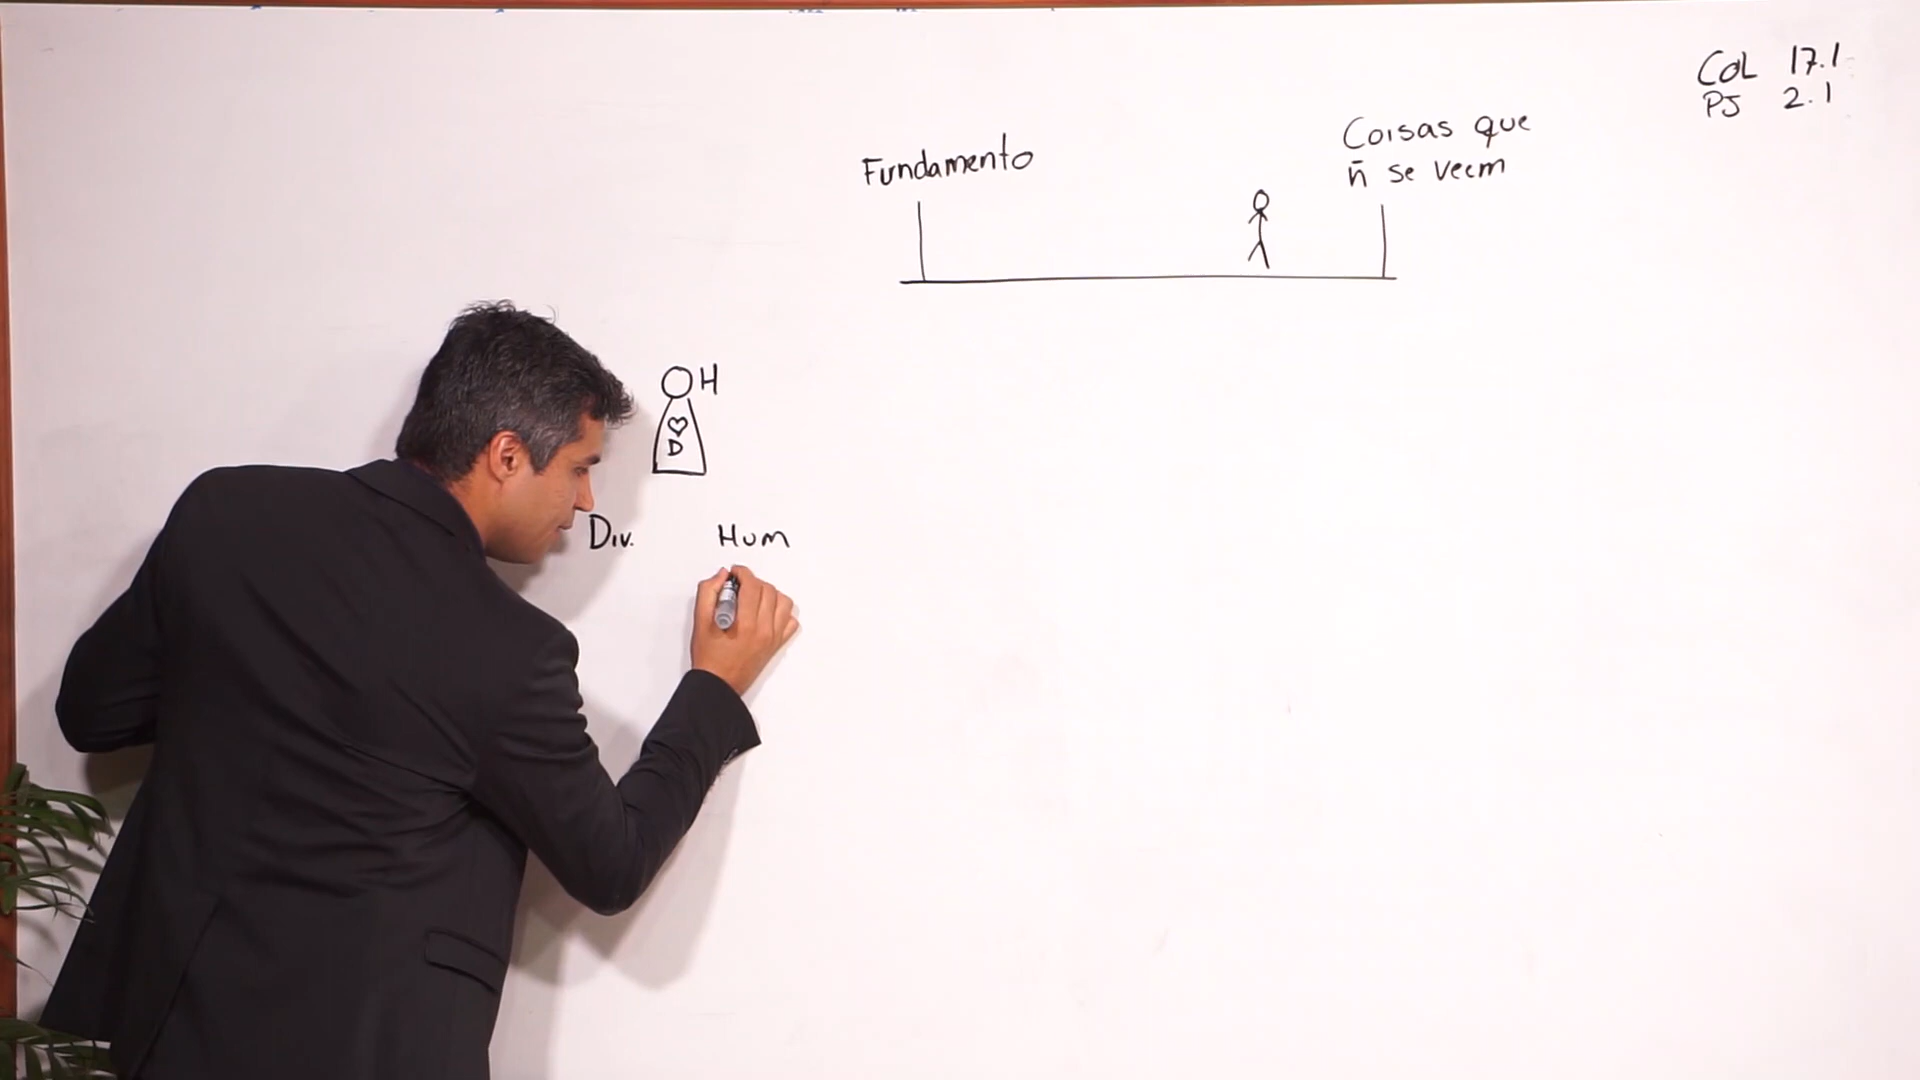 COL 17.1
PJ 2.1
Fundamento
Coisas que
ñ se veem
H
D
Div.
Hum